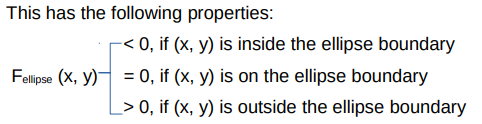 This has the following properties:
< 0, if (x, y) is inside the ellipse boundary
Fellipse (x, y) = 0, if (x, y) is on the ellipse boundary
> 0, if (x, y) is outside the ellipse boundary